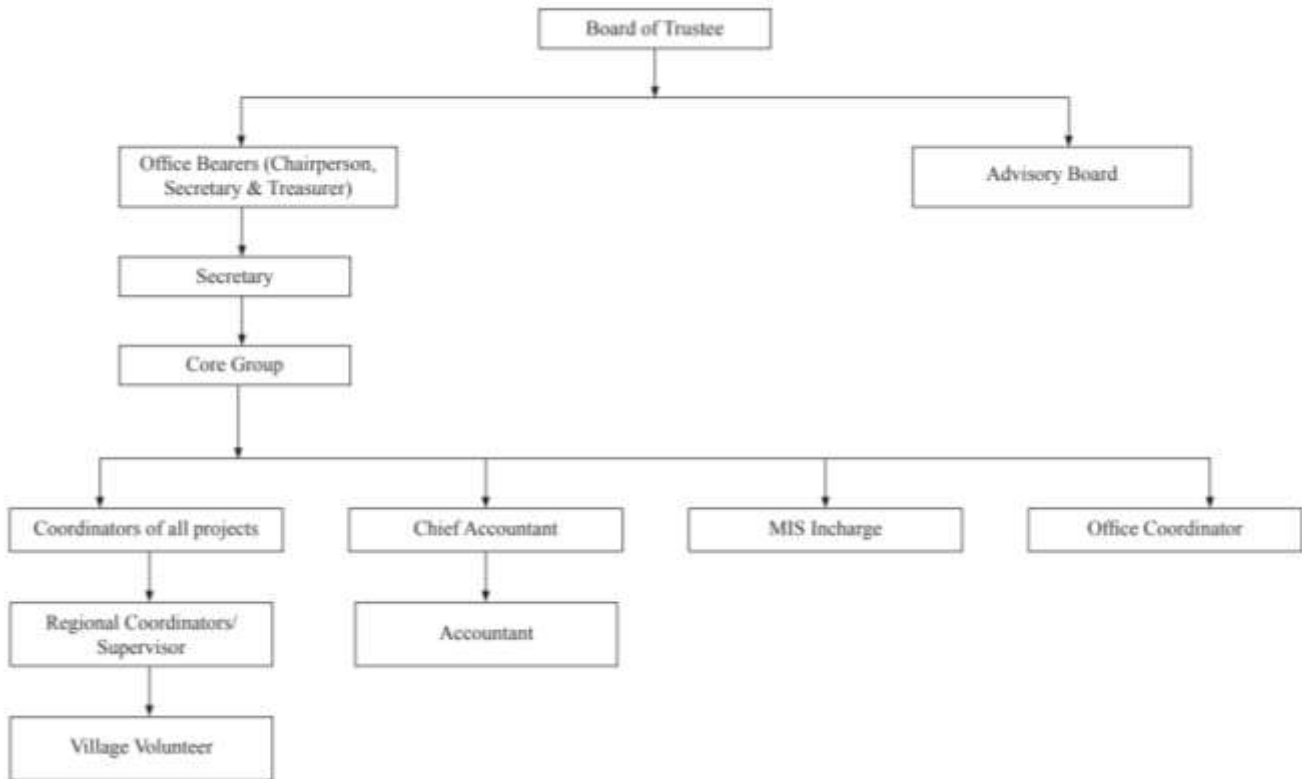 Board of Trustee
Office Bearers (Chairperson,
Secretary & Treasurer)
Advisory Board
Secretary
Core Group
Coordinators of all projects
Chief Accountant
MIS Incharge
Office Coordinator
Regional Coordinators/
Supervisor
Accountant
Village Volunteer